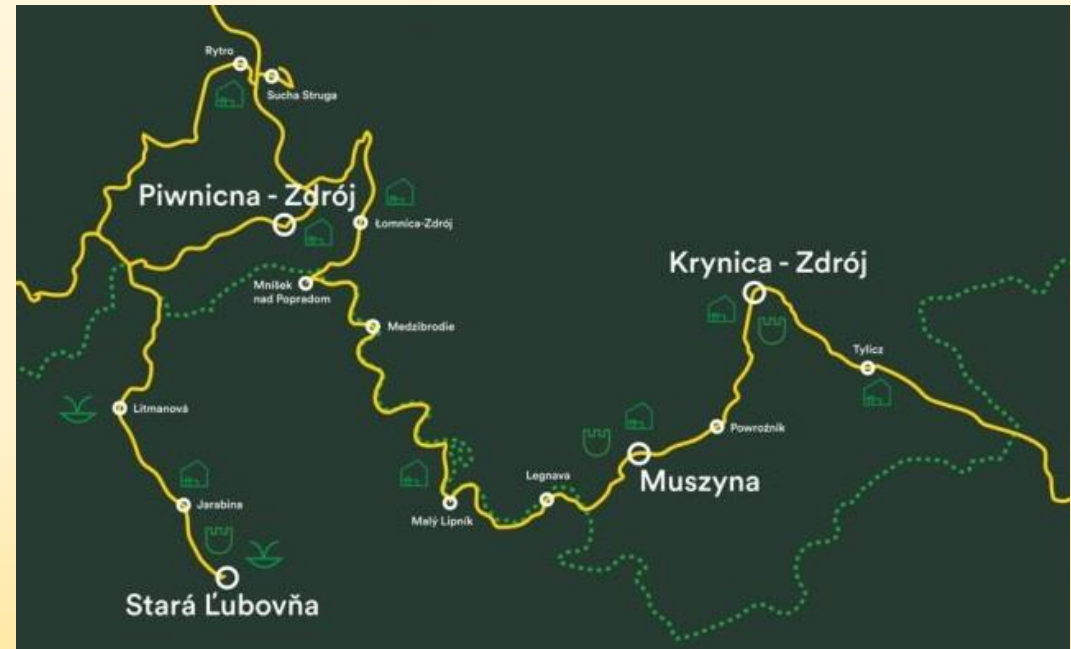 Rytro
Sucha Struga
Piwnicna - Zdrój
Łomnica-Zdrój
Krynica - Zdrój
Mníšek
nad Popradom
Medzibrodie
Tylicz
Litmanová
Powroźnik
Muszyna
Legnava
Jarabina
Malý Lipník
Stará Ľubovňa